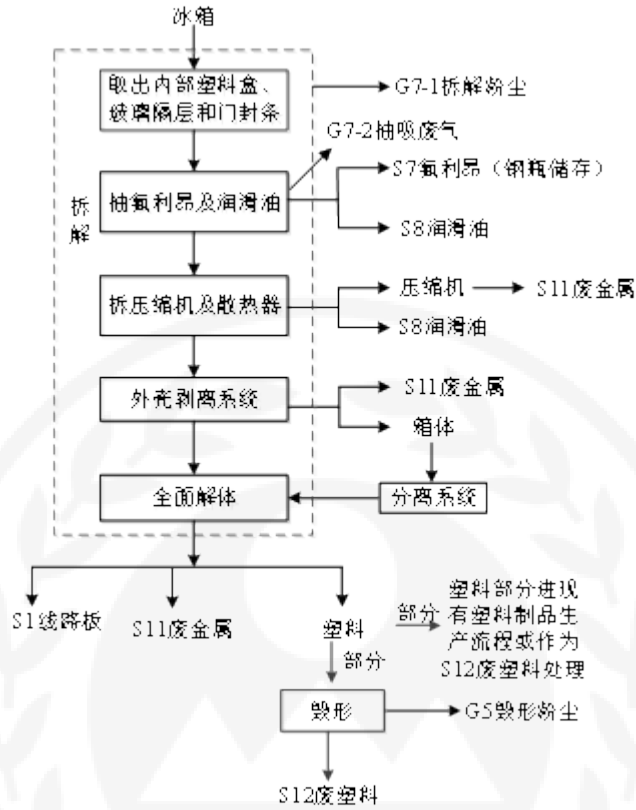 冰箱
取出内部塑料盒、
玻璃隔层和门封条
G7-1拆解粉尘
G7-2抽吸废气
抽氟利昂及润滑油
S7氟利昂（钢瓶储存）
S8润滑油
拆解
拆压缩机及散热器
压缩机
S11废金属
S8润滑油
外壳剥离系统
S11废金属
箱体
全面解体
分离系统
S1线路板
S11废金属
塑料
部分
塑料部分进现
有塑料制品生
产流程或作为
S12废塑料处理
部分
毁形
G5毁形粉尘
S12废塑料